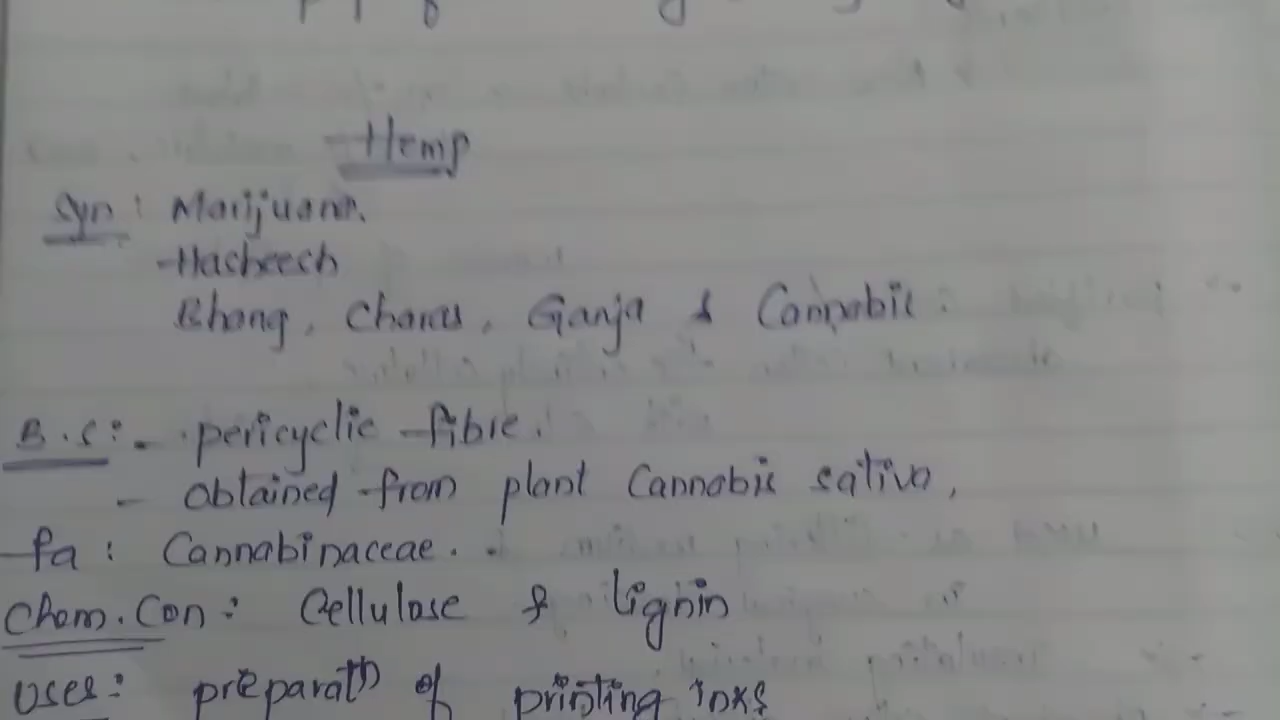 Hemp
Syn: Marijuana.
Hasheesh
Bhang, Charas, Ganja & Cannabis.
B.S:- pericyclic fibre.
- Obtained from plant Cannabis sativa,
fa: Cannabinaceae.
Chem. Con: Cellulose & lignin
Uses: preparatn of printing inks